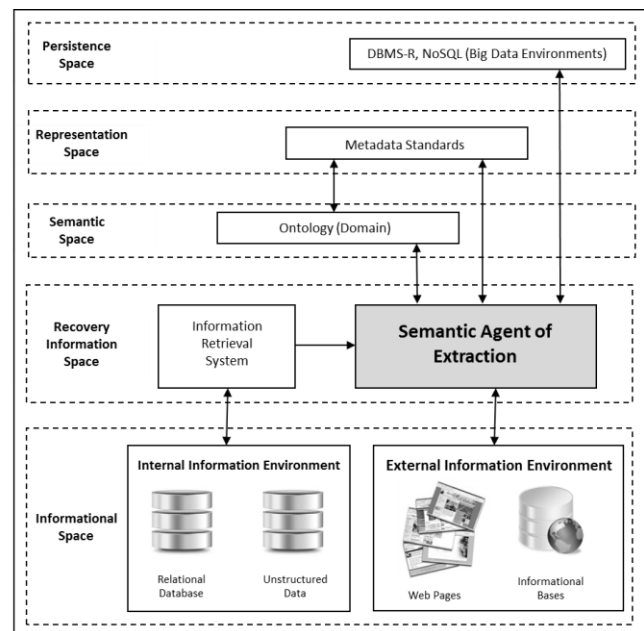 Persistence
Space
DBMS-R, NoSQL (Big Data Environments)
Representation
Space
Metadata Standards
Semantic
Space
Ontology (Domain)
Recovery
Information
Space
Information
Retrieval
System
Semantic Agent of
Extraction
Informational
Space
Internal Information Environment
Relational
Database
Unstructured
Data
External Information Environment
Web Pages
Informational
Bases